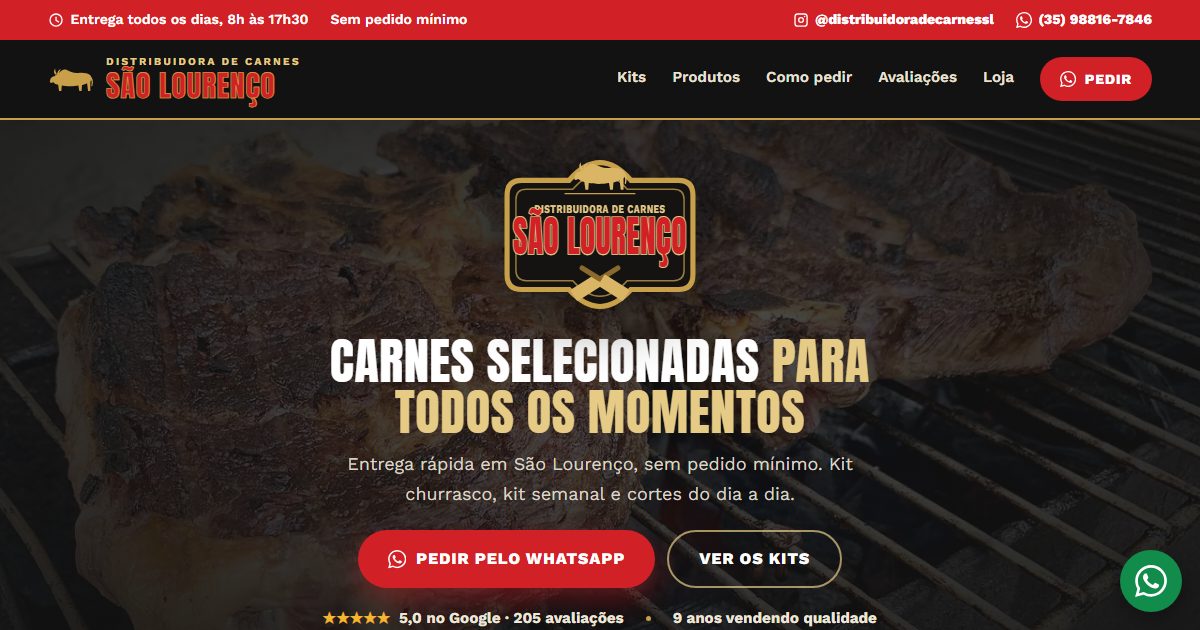 Entrega todos os dias, 8h às 17h30
Sem pedido mínimo
@distribuidoradecarnessl
(35) 98816-7846
DISTRIBUIDORA DE CARNES
SÃO LOURENÇO
Kits
Produtos
Como pedir
Avaliações
Loja
PEDIR
DISTRIBUIDORA DE CARNES
SÃO LOURENÇO
CARNES SELECIONADAS PARA
TODOS OS MOMENTOS
Entrega rápida em São Lourenço, sem pedido mínimo. Kit
churrasco, kit semanal e cortes do dia a dia.
PEDIR PELO WHATSAPP
VER OS KITS
★★★★★ 5,0 no Google · 205 avaliações • 9 anos vendendo qualidade